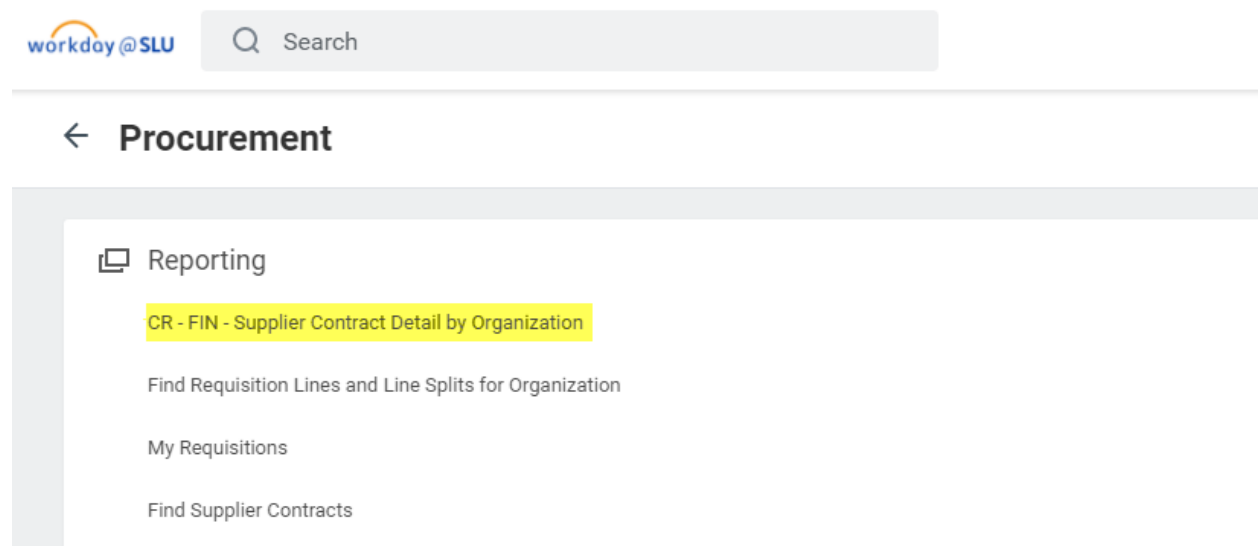 workday@SLU
Search
Procurement
Reporting
CR - FIN - Supplier Contract Detail by Organization
Find Requisition Lines and Line Splits for Organization
My Requisitions
Find Supplier Contracts